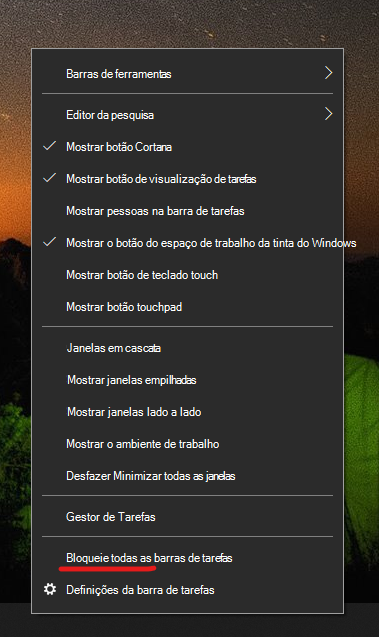 Barras de ferramentas
Editor da pesquisa
Mostrar botão Cortana
Mostrar botão de visualização de tarefas
Mostrar pessoas na barra de tarefas
Mostrar o botão do espaço de trabalho da tinta do Windows
Mostrar botão de teclado touch
Mostrar botão touchpad
Janelas em cascata
Mostrar janelas empilhadas
Mostrar janelas lado a lado
Mostrar o ambiente de trabalho
Desfazer Minimizar todas as janelas
Gestor de Tarefas
Bloqueie todas as barras de tarefas
Definições da barra de tarefas